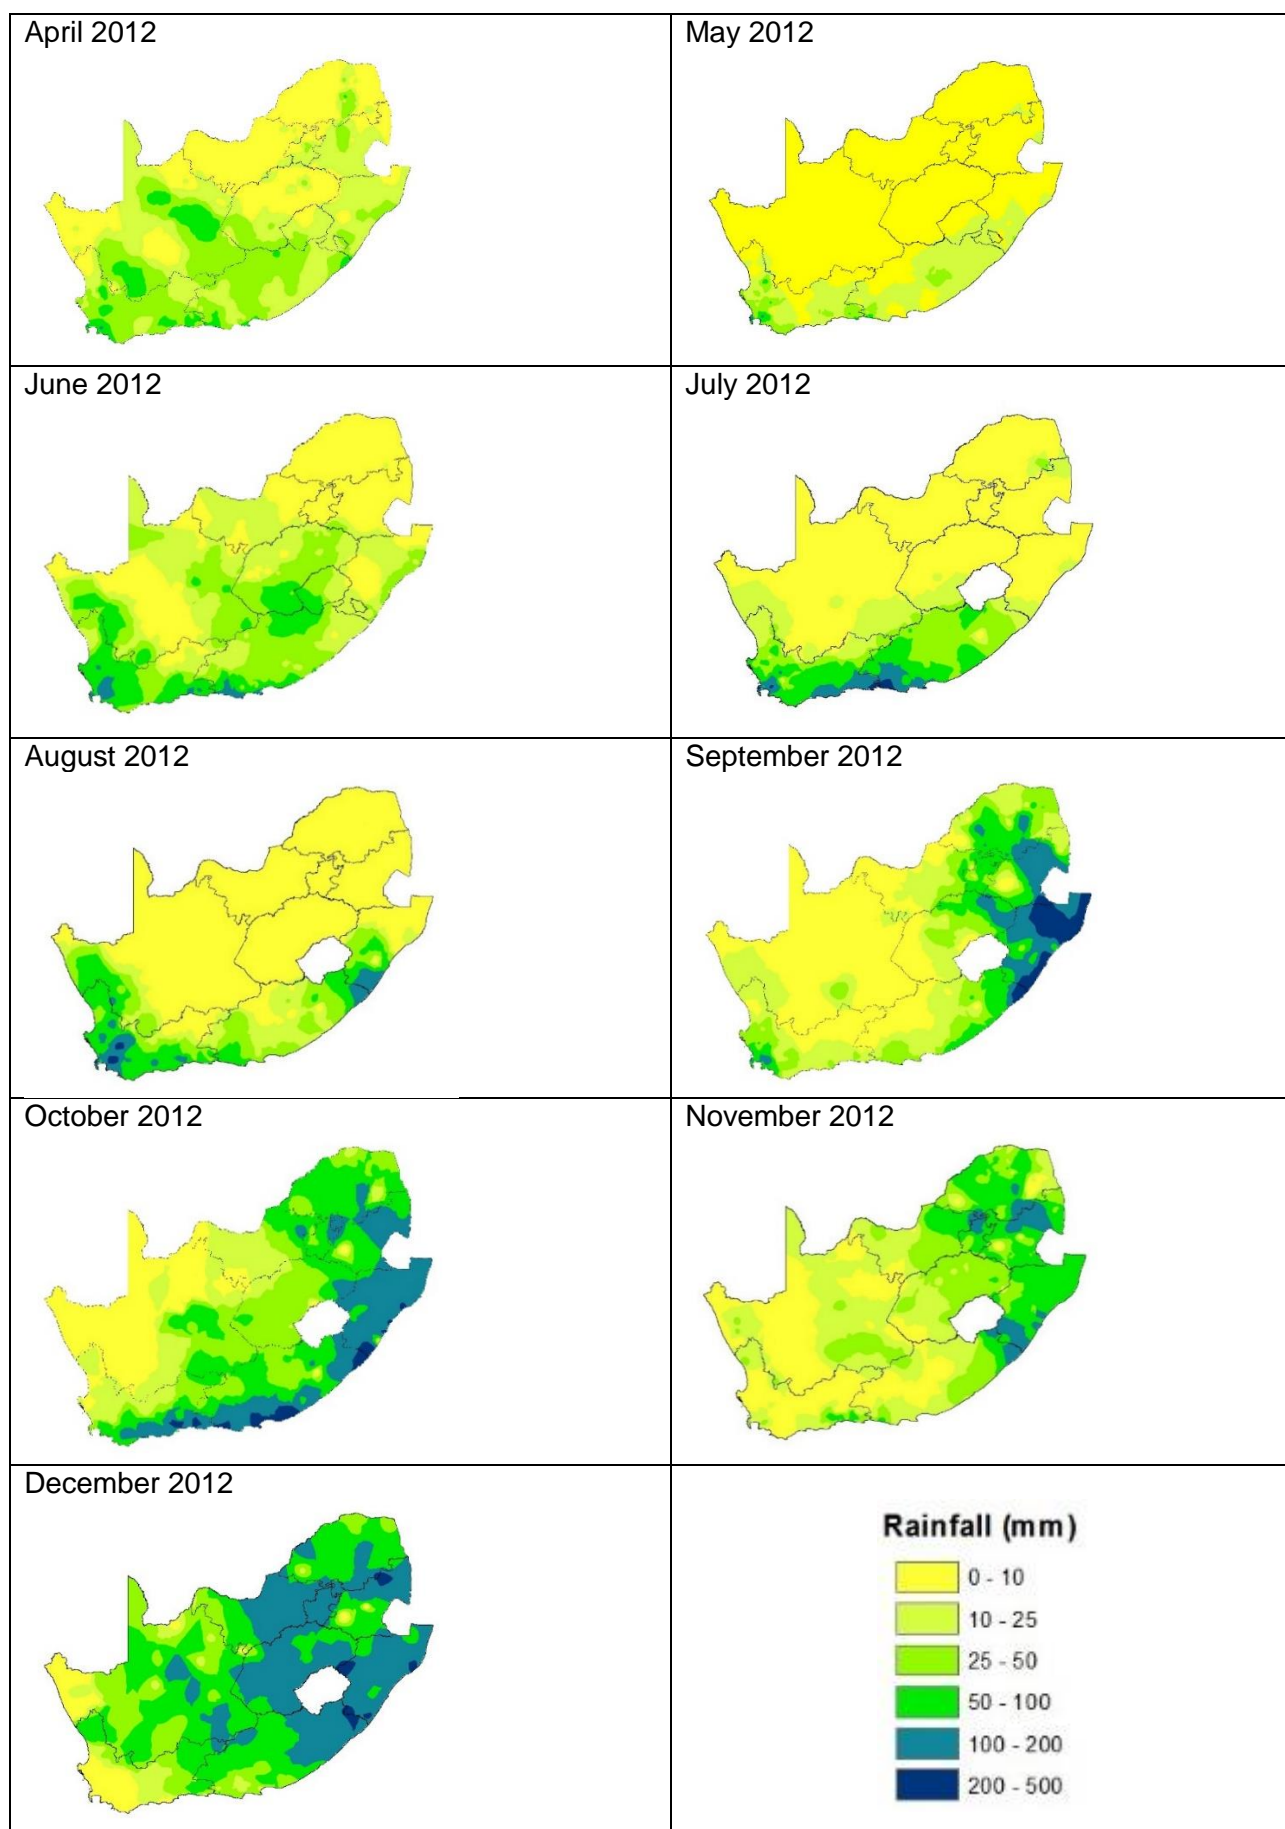 April 2012
May 2012
June 2012
July 2012
August 2012
September 2012
October 2012
November 2012
December 2012
Rainfall (mm)
0 - 10
10 - 25
25 - 50
50 - 100
100 - 200
200 - 500